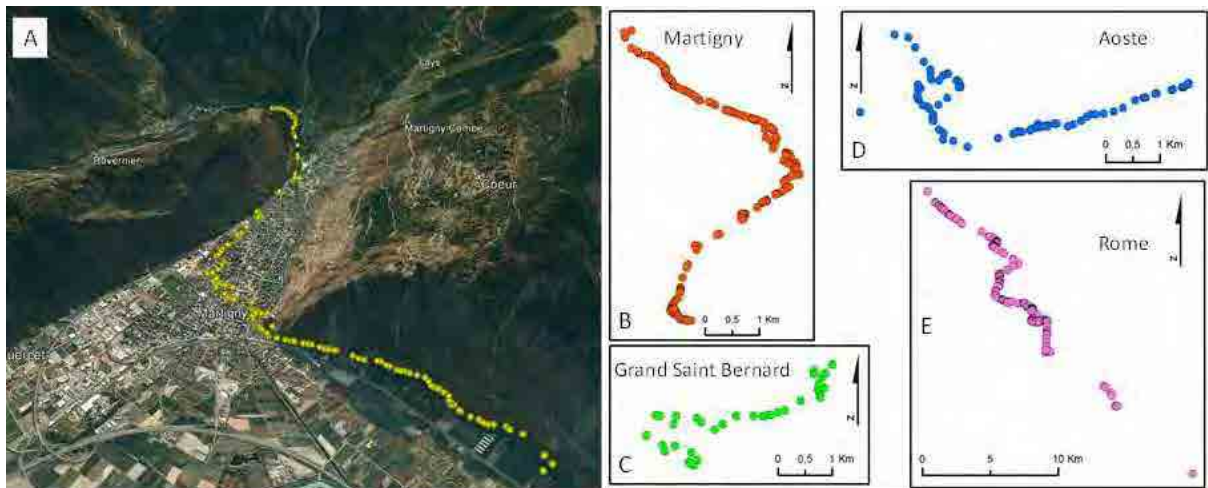 A
Ravernier
Martigny-Combe
Coeur
Martigny
Martigny
N
B
0 0.5 1 Km
Grand Saint Bernard
N
C
0 0.5 1 Km
Aoste
N
D
0 0.5 1 Km
Rome
N
E
0 5 10 Km